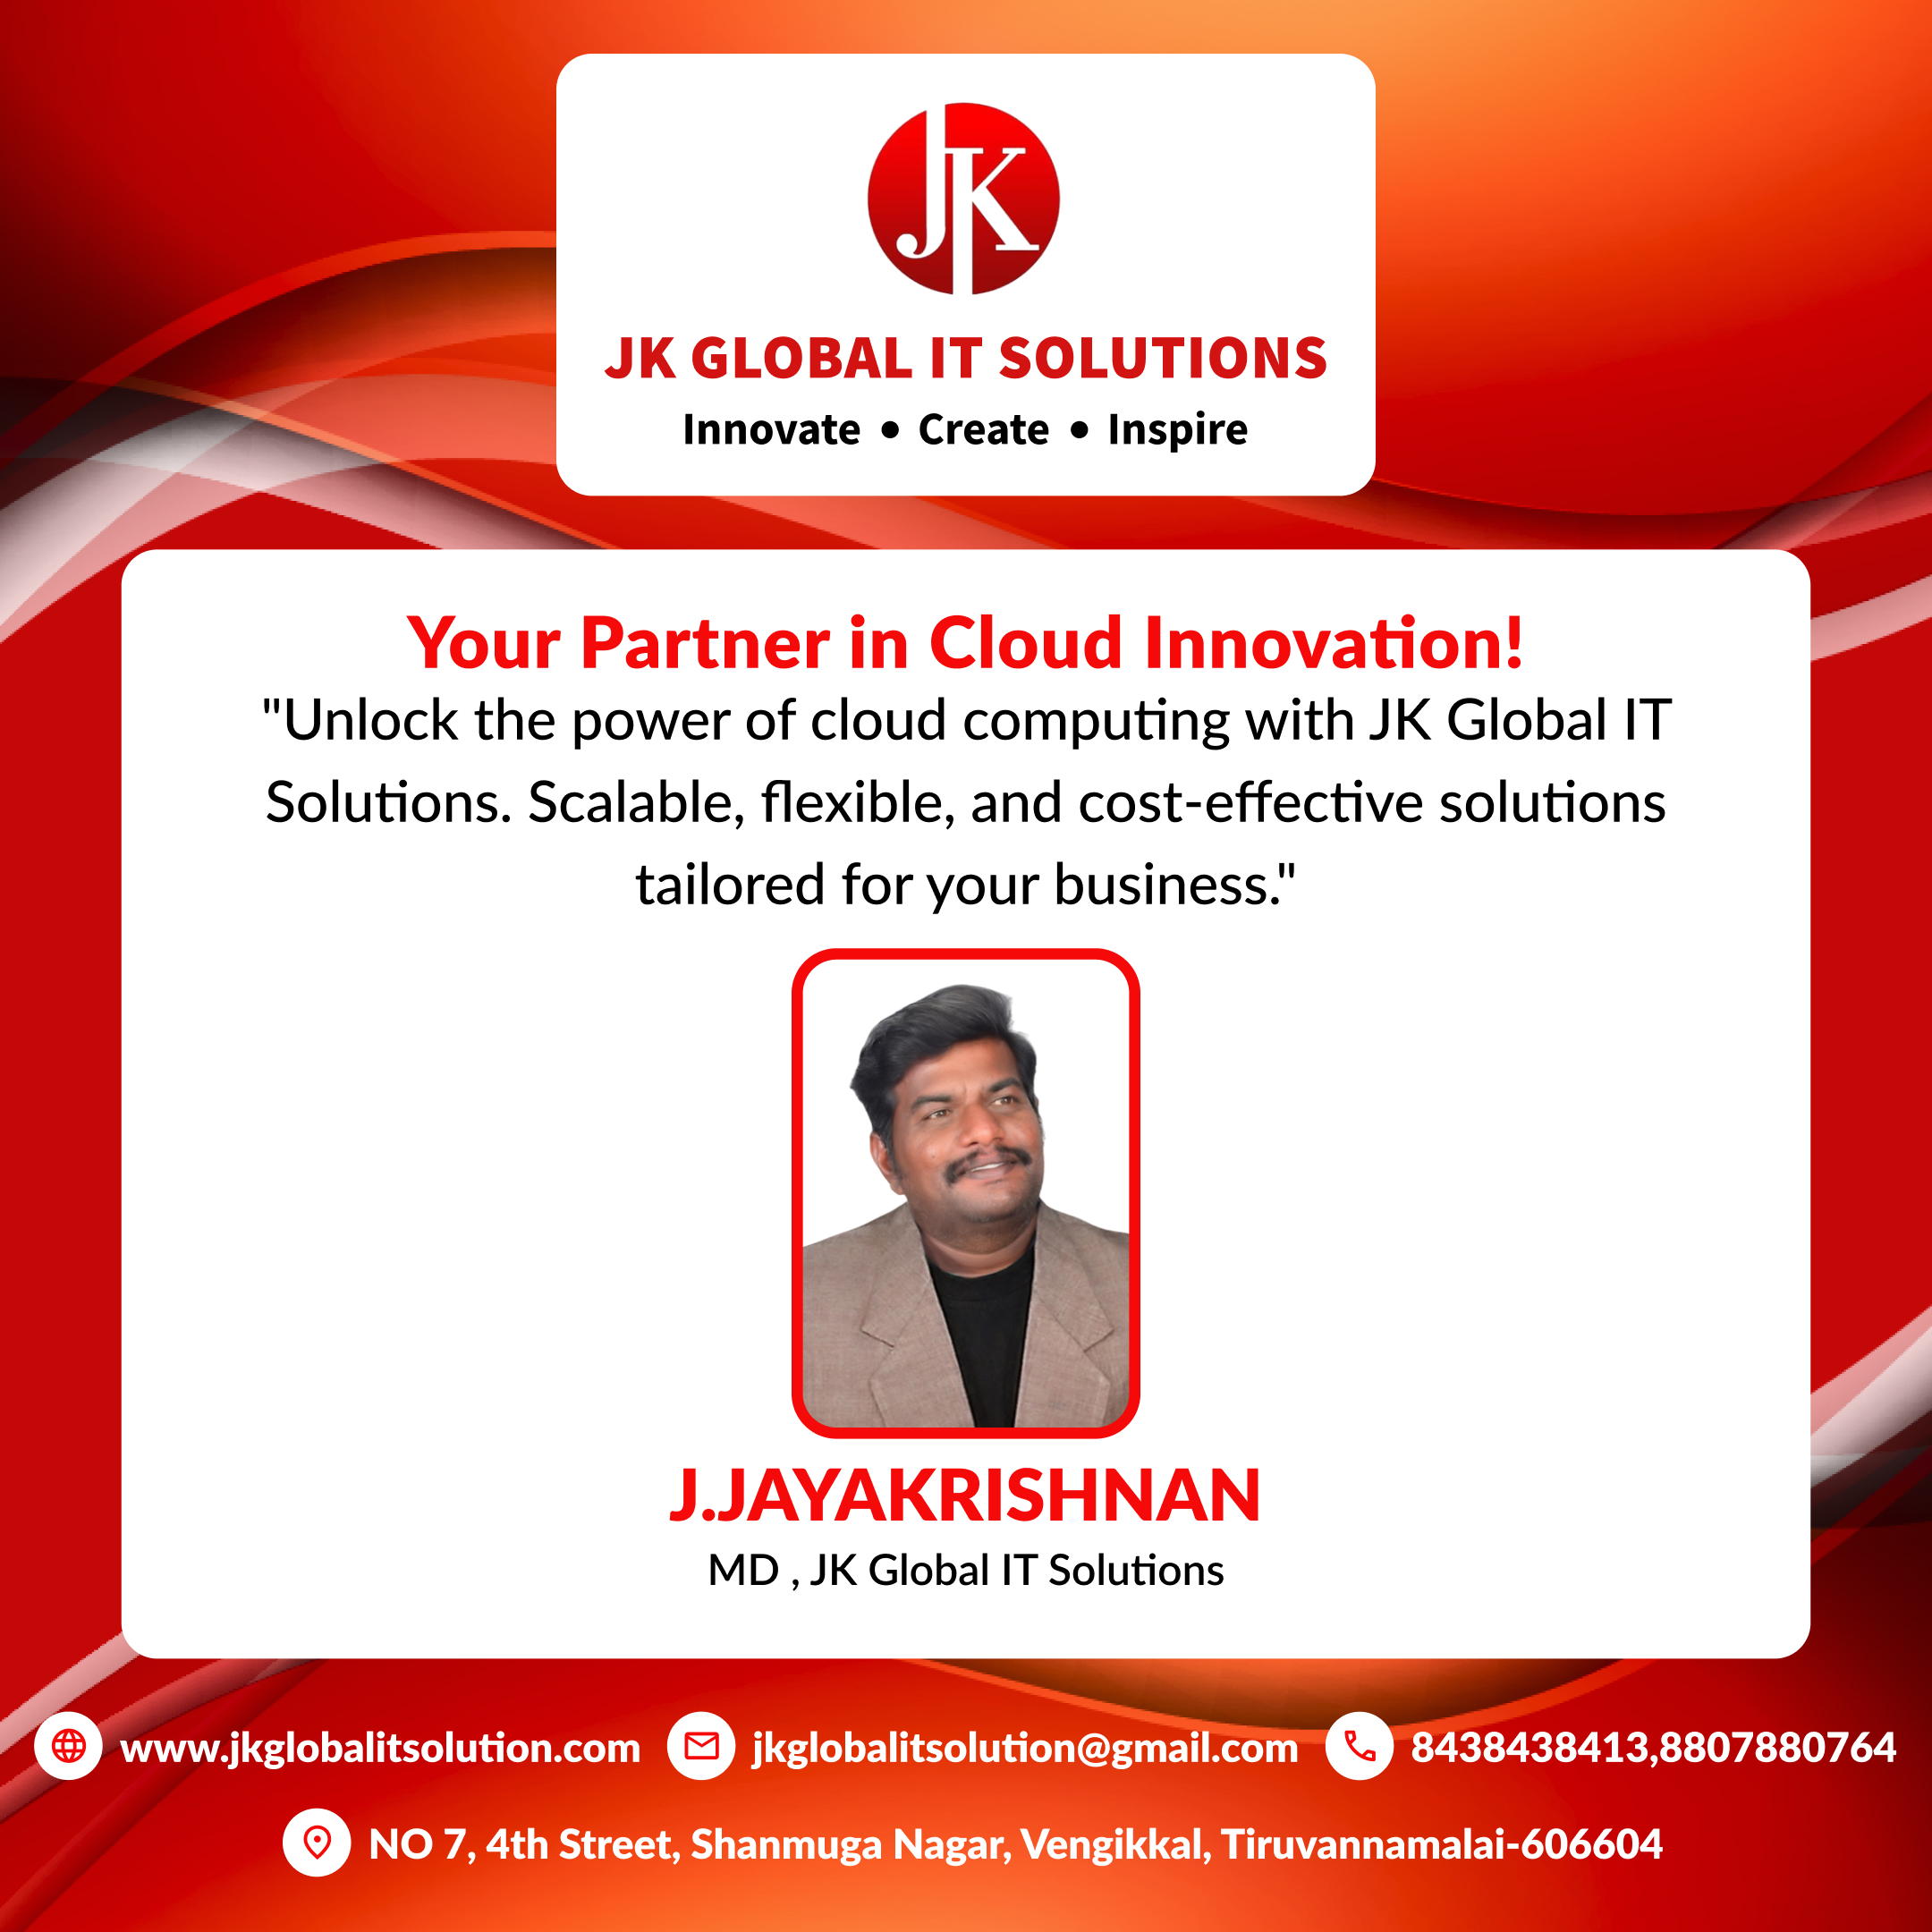 JK
JK GLOBAL IT SOLUTIONS
Innovate • Create • Inspire
Your Partner in Cloud Innovation!
"Unlock the power of cloud computing with JK Global IT
Solutions. Scalable, flexible, and cost-effective solutions
tailored for your business."
J.JAYAKRISHNAN
MD , JK Global IT Solutions
www.jkglobalitsolution.com jkglobalitsolution@gmail.com 8438438413,8807880764
NO 7, 4th Street, Shanmuga Nagar, Vengikkal, Tiruvannamalai-606604